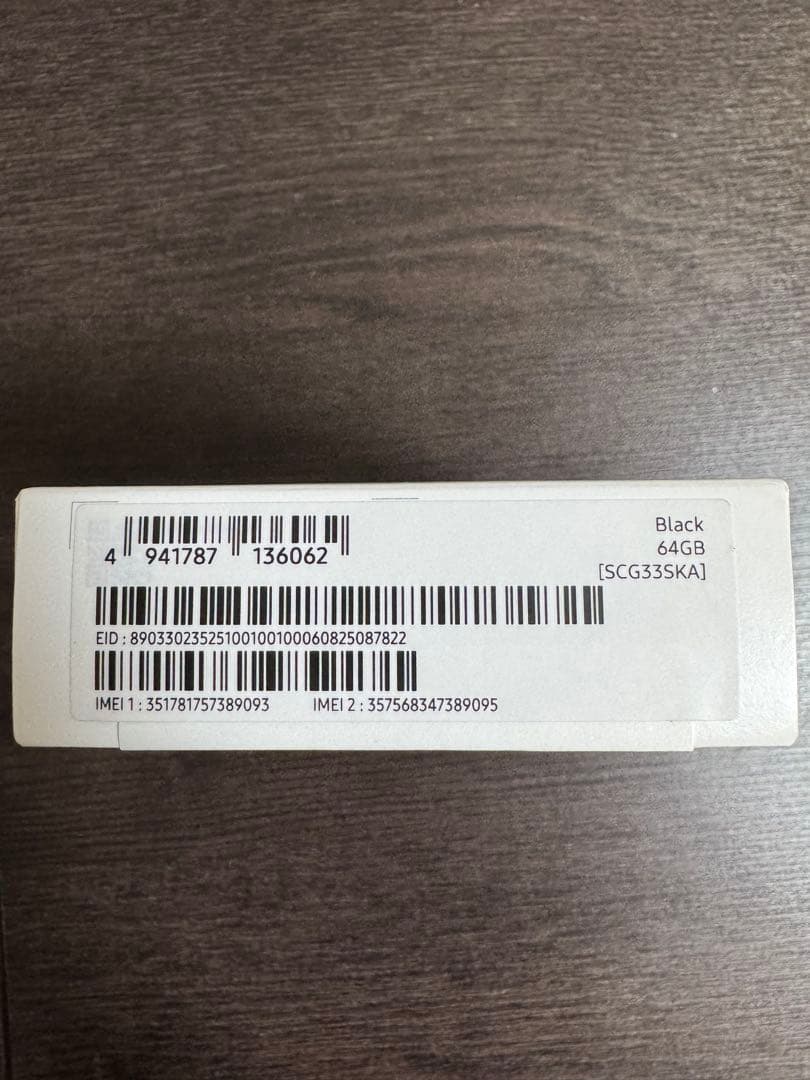 4 941787 136062
Black
64GB
[SCG33SKA]
EID : 89033023525100100100060825087822
IMEI 1 : 351781757389093 IMEI 2 : 357568347389095